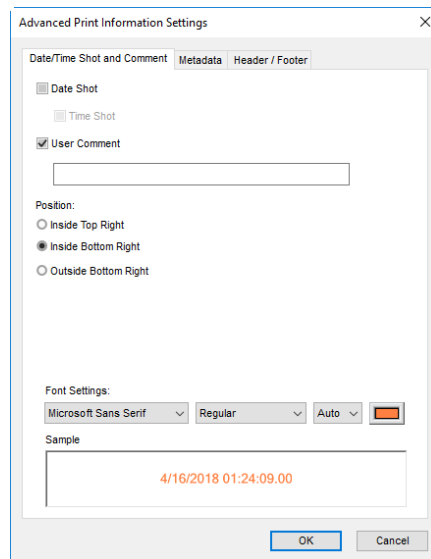 Advanced Print Information Settings
Date/Time Shot and Comment Metadata Header / Footer
Date Shot
Time Shot
User Comment
Position:
Inside Top Right
Inside Bottom Right
Outside Bottom Right
Font Settings:
Microsoft Sans Serif Regular Auto
Sample
4/16/2018 01:24:09.00
OK Cancel